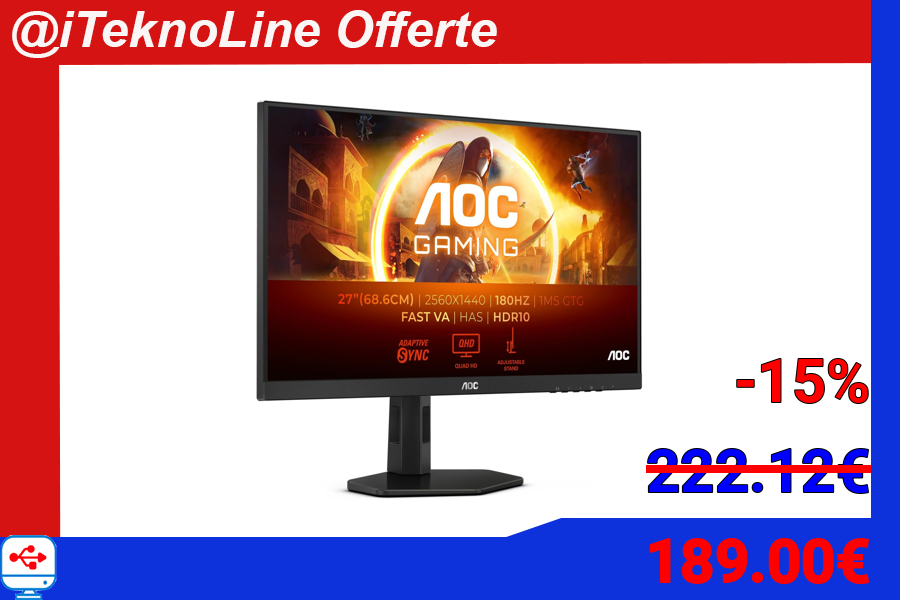 @iTeknoLine Offerte
AOC
GAMING
27"(68.6CM) | 2560X1440 | 180HZ | 1MS GTG
FAST VA | HAS | HDR10
ADAPTIVE
SYNC
QHD
QUAD HD
ADJUSTABLE
STAND
AOC
AOC
-15%
222.12€
189.00€